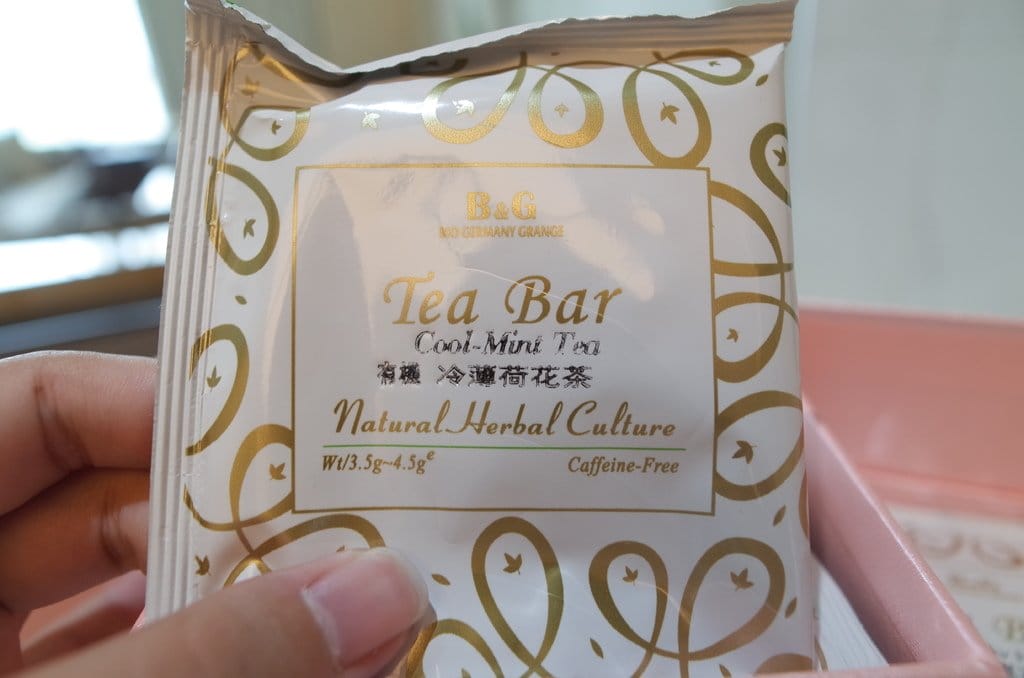 B&G
BIO GERMANY GRANGE
Tea Bar
Cool-Mint Tea
有機 冷薄荷花茶
Natural Herbal Culture
Wt/3.5g~4.5g℮ Caffeine-Free